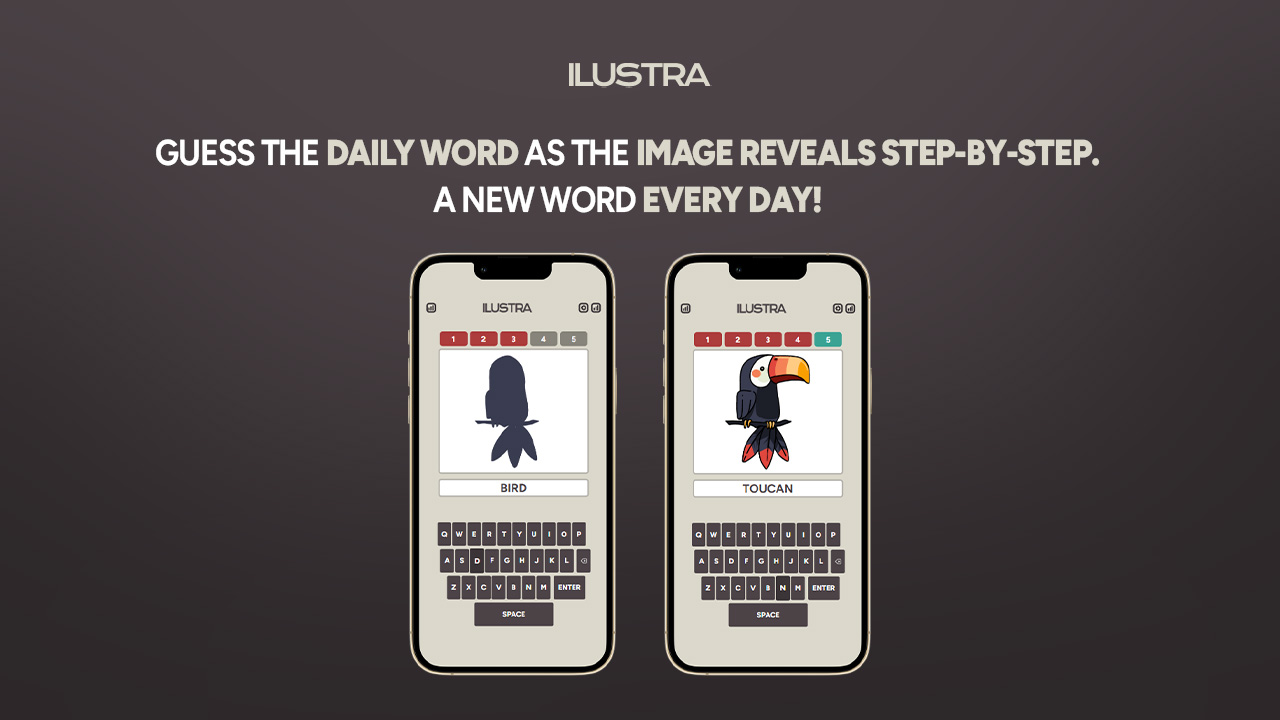 ILUSTRA
GUESS THE DAILY WORD AS THE IMAGE REVEALS STEP-BY-STEP.
A NEW WORD EVERY DAY!
ILUSTRA
1 2 3 4 5
BIRD
Q W E R T Y U I O P
A S D F G H J K L
Z X C V B N M ENTER
SPACE
ILUSTRA
1 2 3 4 5
TOUCAN
Q W E R T Y U I O P
A S D F G H J K L
Z X C V B N M ENTER
SPACE